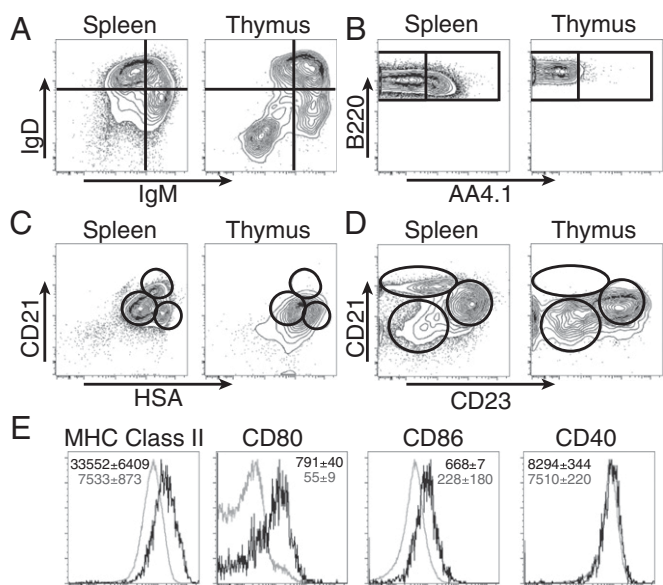 A Spleen Thymus
IgD
IgM
B Spleen Thymus
B220
AA4.1
C Spleen Thymus
CD21
HSA
D Spleen Thymus
CD21
CD23
E MHC Class II CD80 CD86 CD40
33552±6409
7533±873
791±40
55±9
668±7
228±180
8294±344
7510±220